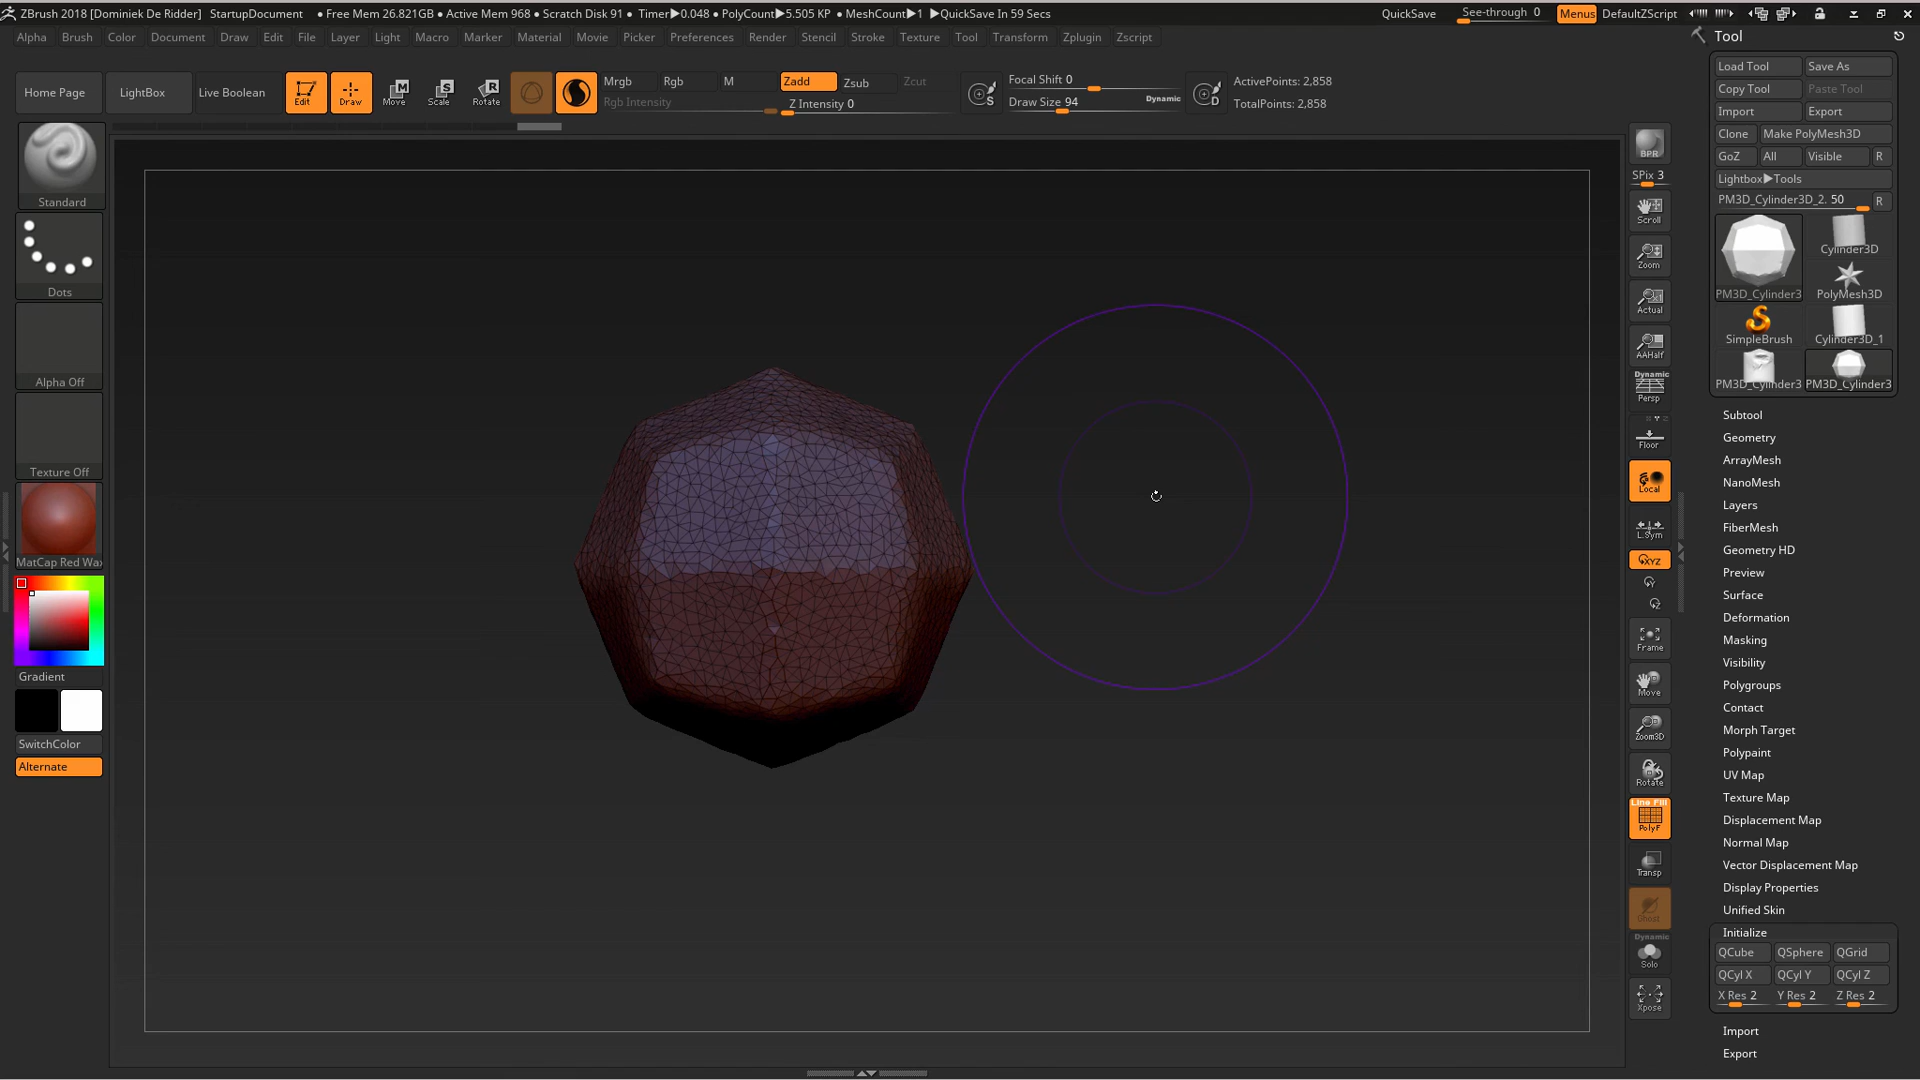 ZBrush 2018 [Dominiek De Ridder] StartupDocument ● Free Mem 26.821GB ● Active Mem 968 ● Scratch Disk 91 ● Timer▶0.048 ● PolyCount▶5.505 KP ● MeshCount▶1 ▶QuickSave In 59 Secs QuickSave See-through 0 Menus DefaultZScript
Alpha Brush Color Document Draw Edit File Layer Light Macro Marker Material Movie Picker Preferences Render Stencil Stroke Texture Tool Transform Zplugin Zscript
Tool
Home Page LightBox Live Boolean Edit Draw Move Scale Rotate
M S R
Mrgb Rgb M Zadd Zsub Zcut
Rgb Intensity Z Intensity 0
S Focal Shift 0
Draw Size 94 Dynamic D
ActivePoints: 2,858
TotalPoints: 2,858
Standard
Dots
Alpha Off
Texture Off
MatCap Red Wax
Gradient
SwitchColor
Alternate
BPR
SPix 3
Scroll
Zoom
Actual
AAHalf
Dynamic
Persp
Floor
Local
L.Sym
XYZ
Y
Z
Frame
Move
Zoom3D
Rotate
Line Fill
PolyF
Transp
Ghost
Dynamic
Solo
Xpose
Load Tool Save As
Copy Tool Paste Tool
Import Export
Clone Make PolyMesh3D
GoZ All Visible R
Lightbox▶Tools
PM3D_Cylinder3D_2. 50 R
PM3D_Cylinder3 Cylinder3D
PolyMesh3D
SimpleBrush Cylinder3D_1
PM3D_Cylinder3 PM3D_Cylinder3
Subtool
Geometry
ArrayMesh
NanoMesh
Layers
FiberMesh
Geometry HD
Preview
Surface
Deformation
Masking
Visibility
Polygroups
Contact
Morph Target
Polypaint
UV Map
Texture Map
Displacement Map
Normal Map
Vector Displacement Map
Display Properties
Unified Skin
Initialize
QCube QSphere QGrid
QCyl X QCyl Y QCyl Z
X Res 2 Y Res 2 Z Res 2
Import
Export